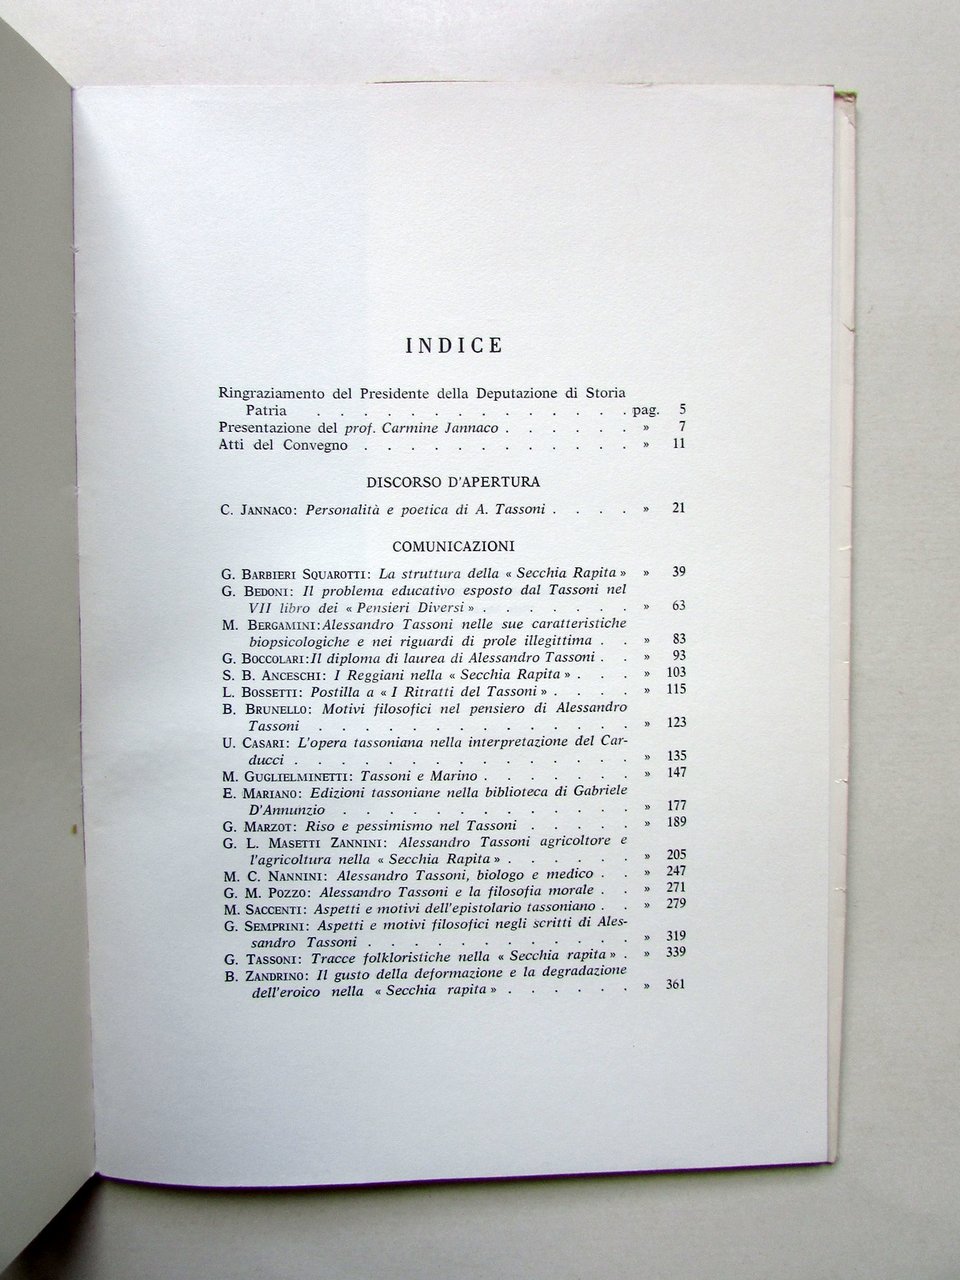 INDICE
Ringraziamento del Presidente della Deputazione di Storia
Patria . . . . . . . . . . . . . . pag. 5
Presentazione del prof. Carmine Jannaco . . . . . . » 7
Atti del Convegno . . . . . . . . . . . . » 11
DISCORSO D'APERTURA
C. JANNACO: Personalità e poetica di A. Tassoni . . . . » 21
COMUNICAZIONI
G. BARBIERI SQUAROTTI: La struttura della « Secchia Rapita » » 39
G. BEDONI: Il problema educativo esposto dal Tassoni nel
VII libro dei « Pensieri Diversi » . . . . . . . » 63
M. BERGAMINI: Alessandro Tassoni nelle sue caratteristiche
biopsicologiche e nei riguardi di prole illegittima . . » 83
G. BOCCOLARI: Il diploma di laurea di Alessandro Tassoni . . » 93
S. B. ANCESCHI: I Reggiani nella « Secchia Rapita » . . . » 103
L. BOSSETTI: Postilla a « I Ritratti del Tassoni » . . . . » 115
B. BRUNELLO: Motivi filosofici nel pensiero di Alessandro
Tassoni . . . . . . . . . . . . . . » 123
U. CASARI: L'opera tassoniana nella interpretazione del Car-
ducci . . . . . . . . . . . . . . . » 135
M. GUGLIELMINETTI: Tassoni e Marino . . . . . . . » 147
E. MARIANO: Edizioni tassoniane nella biblioteca di Gabriele
D'Annunzio . . . . . . . . . . . . . » 177
G. MARZOT: Riso e pessimismo nel Tassoni . . . . . » 189
G. L. MASETTI ZANNINI: Alessandro Tassoni agricoltore e
l'agricoltura nella « Secchia Rapita » . . . . . . » 205
M. C. NANNINI: Alessandro Tassoni, biologo e medico . . » 247
G. M. POZZO: Alessandro Tassoni e la filosofia morale . . » 271
M. SACCENTI: Aspetti e motivi dell'epistolario tassoniano . . » 279
G. SEMPRINI: Aspetti e motivi filosofici negli scritti di Ales-
sandro Tassoni . . . . . . . . . . . . » 319
G. TASSONI: Tracce folkloristiche nella « Secchia rapita » . . » 339
B. ZANDRINO: Il gusto della deformazione e la degradazione
dell'eroico nella « Secchia rapita » . . . . . . » 361